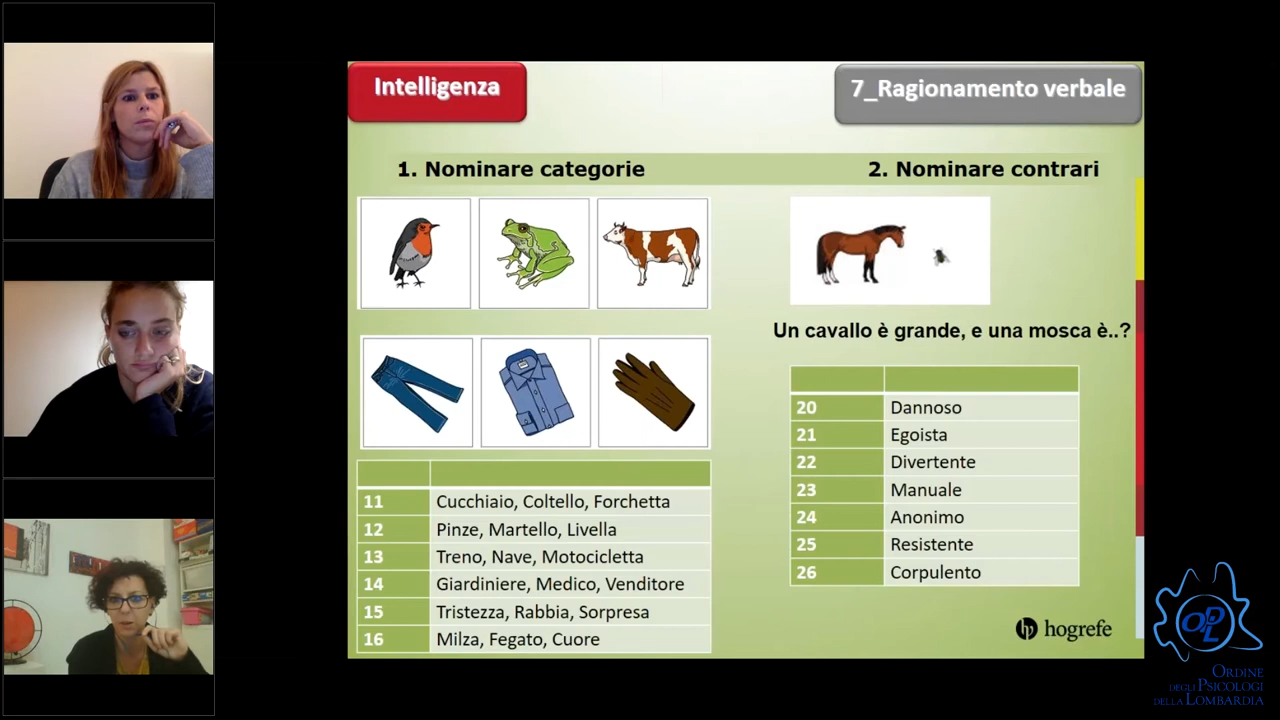 Intelligenza
7_Ragionamento verbale
1. Nominare categorie
2. Nominare contrari
Un cavallo è grande, e una mosca è..?
11 Cucchiaio, Coltello, Forchetta
12 Pinze, Martello, Livella
13 Treno, Nave, Motocicletta
14 Giardiniere, Medico, Venditore
15 Tristezza, Rabbia, Sorpresa
16 Milza, Fegato, Cuore
20 Dannoso
21 Egoista
22 Divertente
23 Manuale
24 Anonimo
25 Resistente
26 Corpulento
hogrefe
OPL
ORDINE
DEGLI PSICOLOGI
DELLA LOMBARDIA